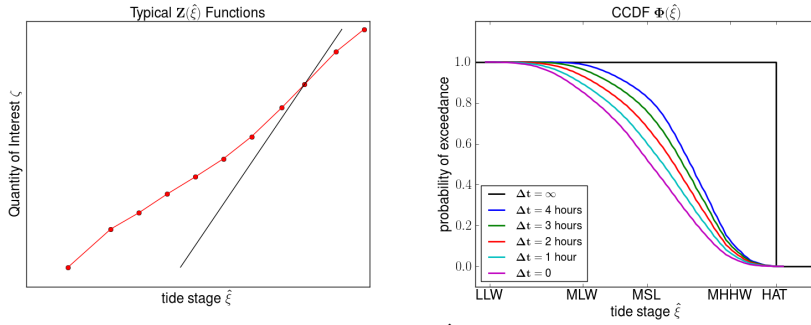 Typical Z(ξ̂) Functions
Quantity of Interest ζ
tide stage ξ̂
CCDF Φ(ξ̂)
probability of exceedance
1.0
0.8
0.6
0.4
0.2
0.0
Δt = ∞
Δt = 4 hours
Δt = 3 hours
Δt = 2 hours
Δt = 1 hour
Δt = 0
LLW MLW MSL MHHW HAT
tide stage ξ̂